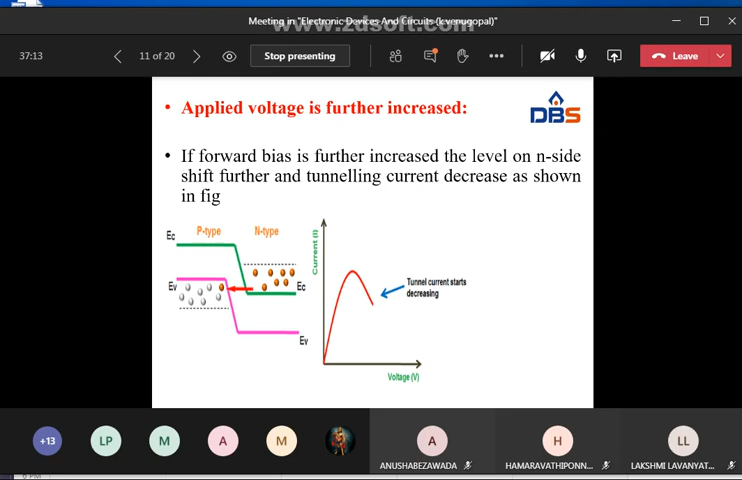 Meeting in "Electronic Devices And Circuits (k.venugopal)"
www.zdsoft.com
37:13
11 of 20
Stop presenting
Leave
• Applied voltage is further increased:
DBS
• If forward bias is further increased the level on n-side
shift further and tunnelling current decrease as shown
in fig
P-type
N-type
Ec
Ev
Ec
Ev
Current (I)
Tunnel current starts
decreasing
Voltage (V)
+13
LP
M
A
M
A
H
LL
ANUSHABEZAWADA
HAMARAVATHIPONN...
LAKSHMI LAVANYAT...
6 PM